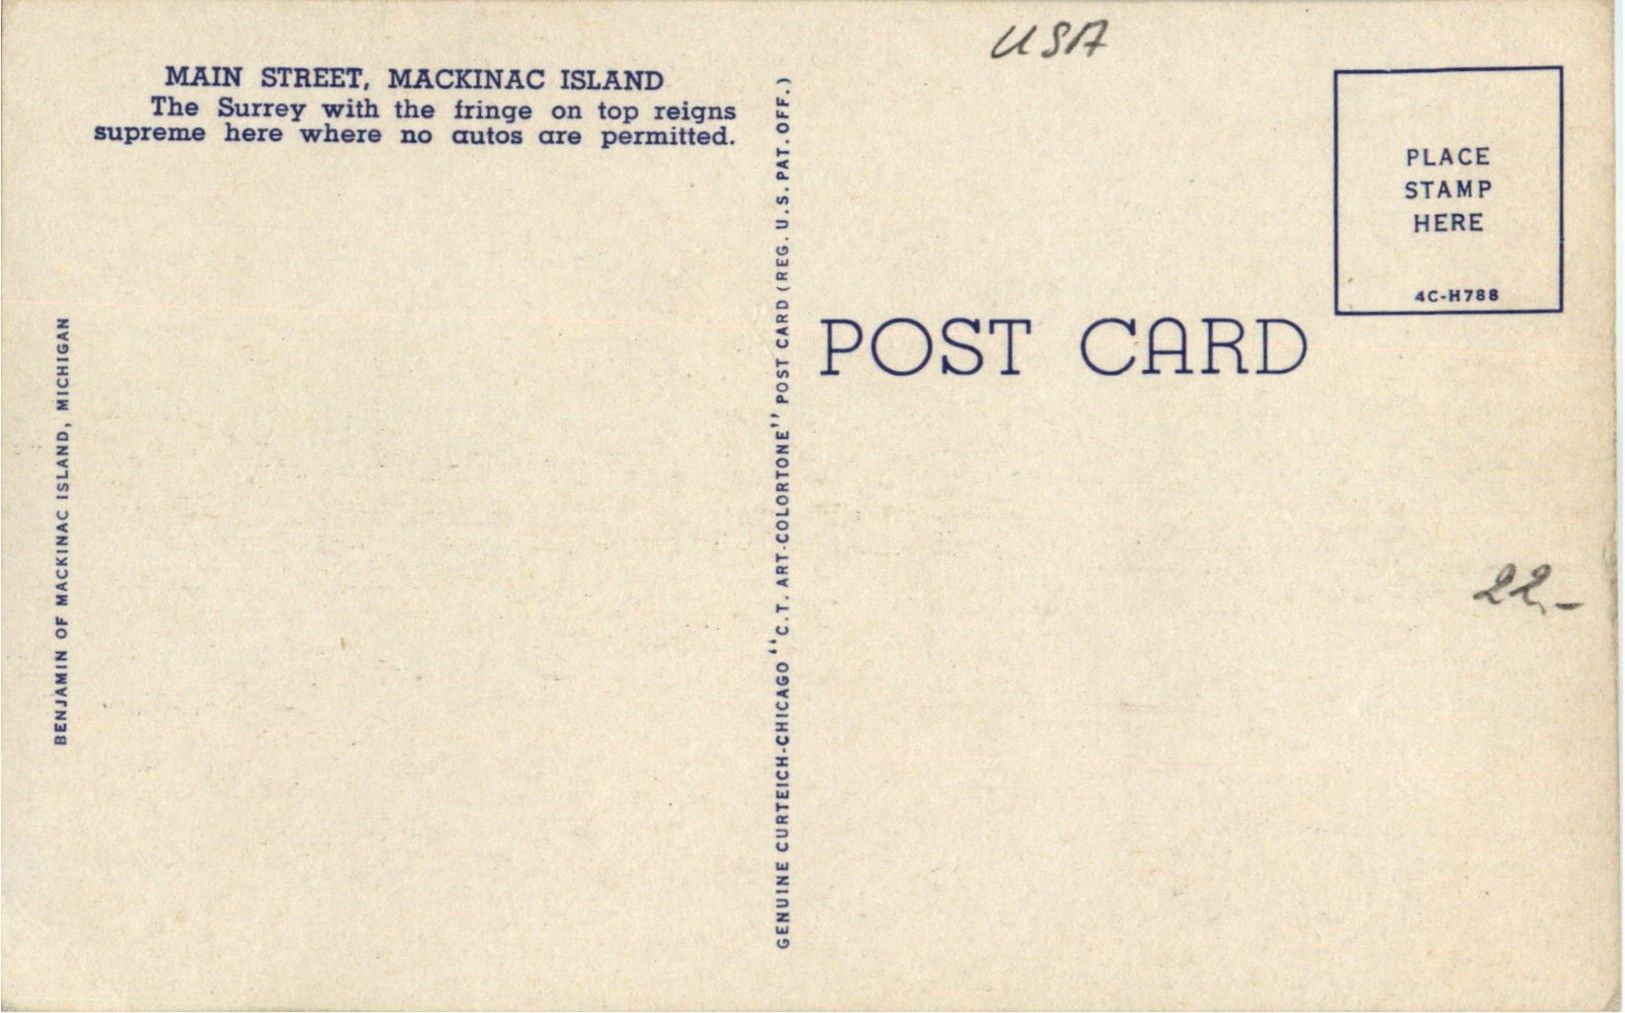 USA
MAIN STREET, MACKINAC ISLAND
The Surrey with the fringe on top reigns
supreme here where no autos are permitted.
BENJAMIN OF MACKINAC ISLAND, MICHIGAN
GENUINE CURTEICH-CHICAGO "C.T. ART-COLORTONE" POST CARD (REG. U.S. PAT. OFF.)
PLACE
STAMP
HERE
4C-H788
POST CARD
22.-